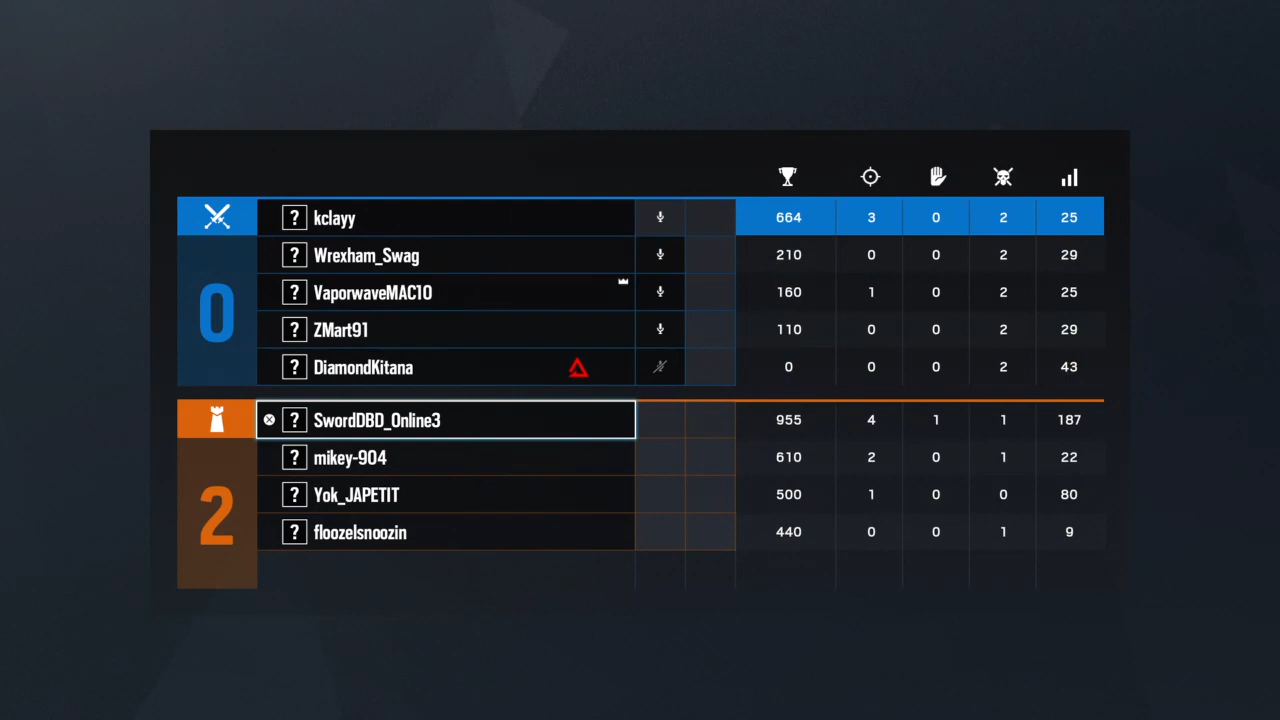 ? kclayy 664 3 0 2 25
? Wrexham_Swag 210 0 0 2 29
0
? VaporwaveMAC10 160 1 0 2 25
? ZMart91 110 0 0 2 29
? DiamondKitana 0 0 0 2 43
? SwordDBD_Online3 955 4 1 1 187
? mikey-904 610 2 0 1 22
2
? Yok_JAPETIT 500 1 0 0 80
? floozelsnoozin 440 0 0 1 9